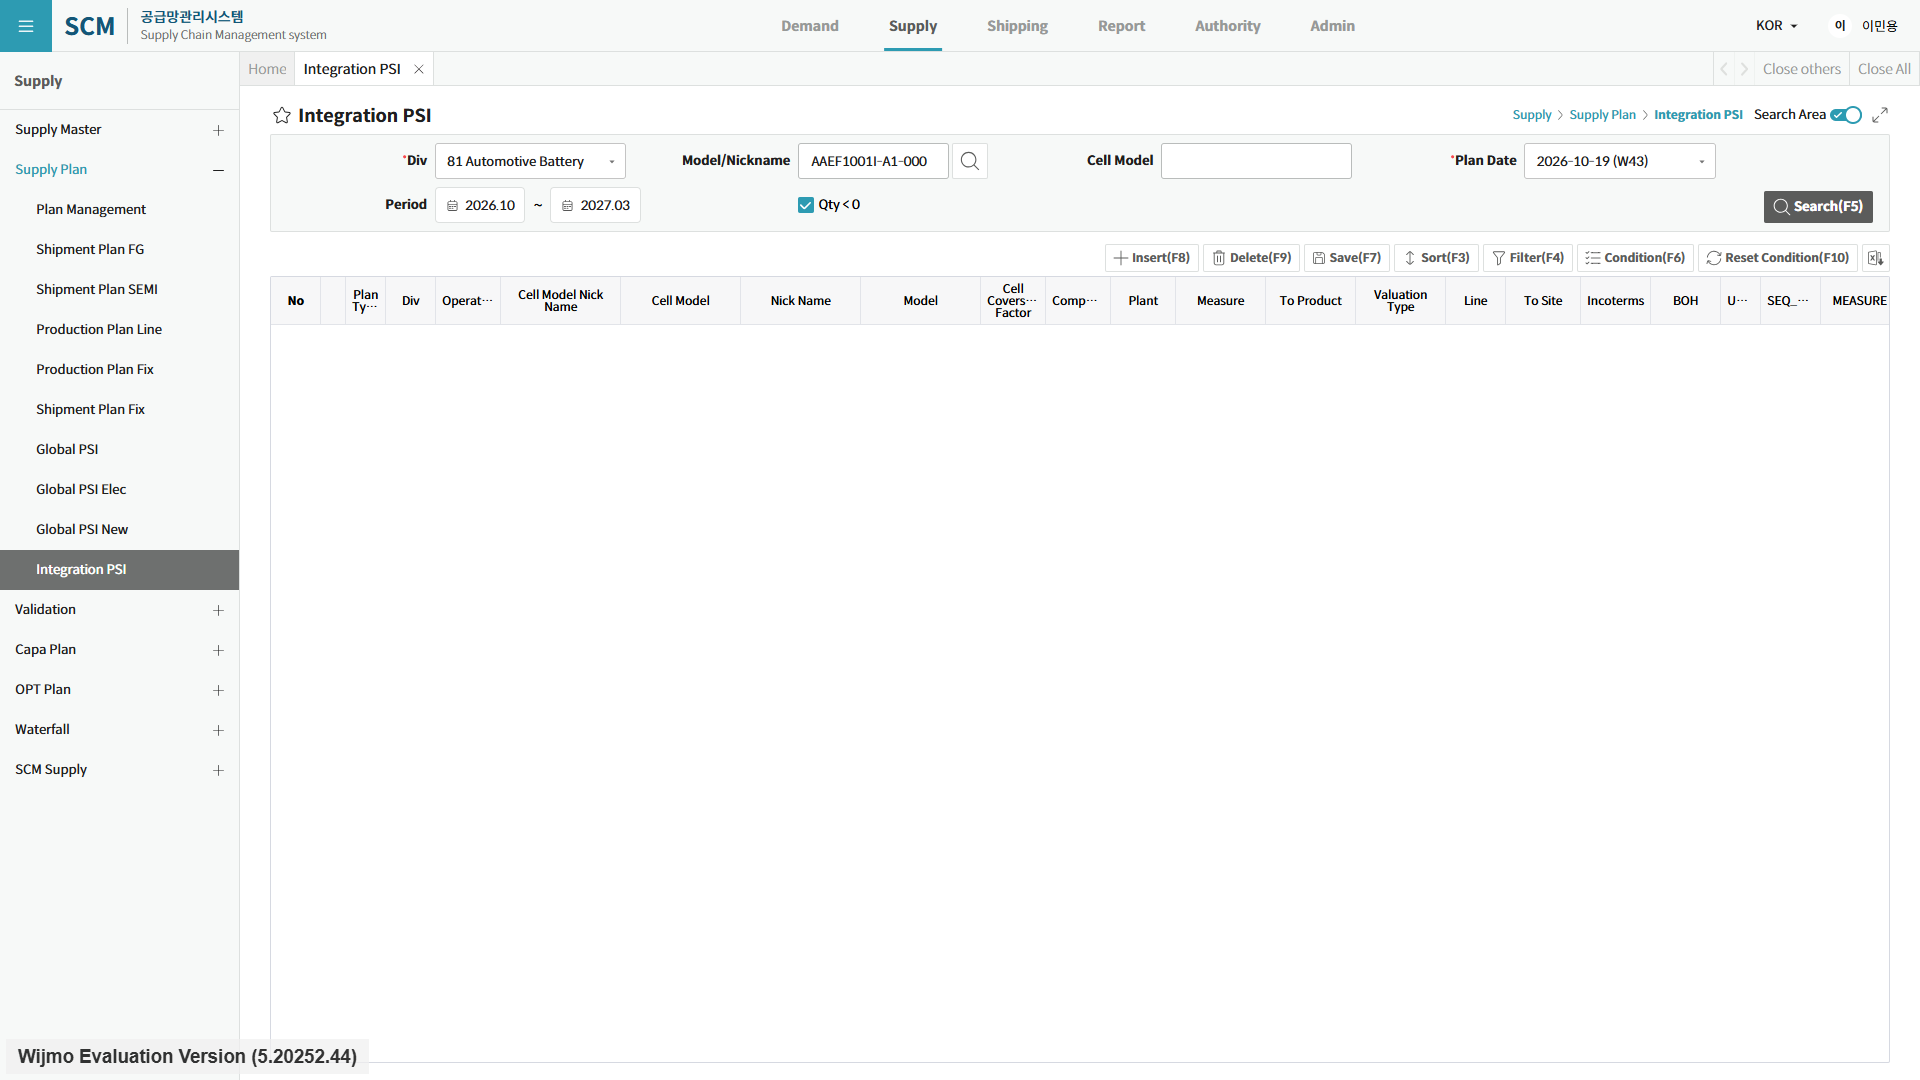 SCM
공급망관리시스템
Supply Chain Management system
Demand
Supply
Shipping
Report
Authority
Admin
KOR
이
이민용
Supply
Home
Integration PSI
Close others
Close All
Supply Master
Supply Plan
Plan Management
Shipment Plan FG
Shipment Plan SEMI
Production Plan Line
Production Plan Fix
Shipment Plan Fix
Global PSI
Global PSI Elec
Global PSI New
Integration PSI
Validation
Capa Plan
OPT Plan
Waterfall
SCM Supply
Integration PSI
Supply > Supply Plan > Integration PSI
Search Area
*Div
81 Automotive Battery
Model/Nickname
AAEF1001I-A1-000
Cell Model
*Plan Date
2026-10-19 (W43)
Period
2026.10 ~ 2027.03
Qty < 0
Search(F5)
Insert(F8)
Delete(F9)
Save(F7)
Sort(F3)
Filter(F4)
Condition(F6)
Reset Condition(F10)
No
Plan
Ty···
Div
Operat···
Cell Model Nick
Name
Cell Model
Nick Name
Model
Cell
Covers···
Factor
Comp···
Plant
Measure
To Product
Valuation
Type
Line
To Site
Incoterms
BOH
U···
SEQ_···
MEASURE
Wijmo Evaluation Version (5.20252.44)